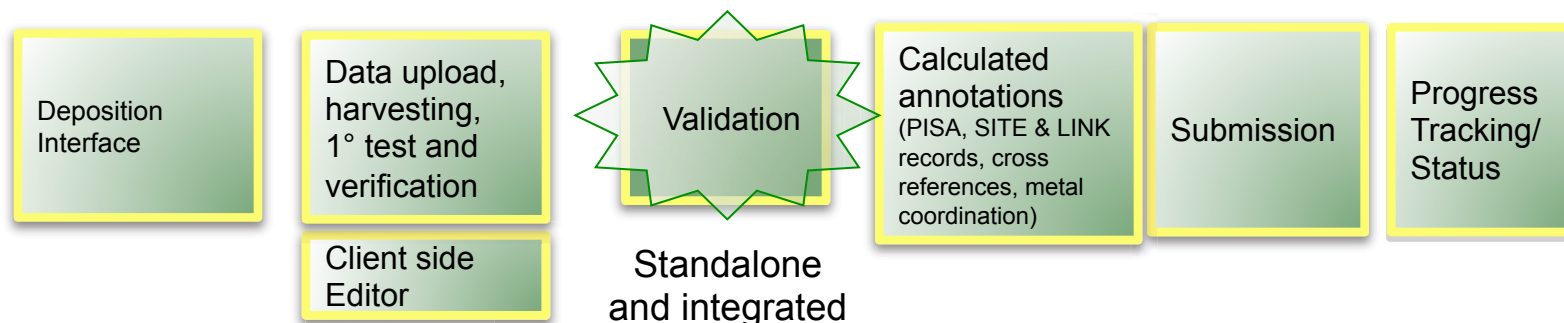 Deposition
Interface
Data upload,
harvesting,
1° test and
verification
Client side
Editor
Validation
Standalone
and integrated
Calculated
annotations
(PISA, SITE & LINK
records, cross
references, metal
coordination)
Submission
Progress
Tracking/
Status